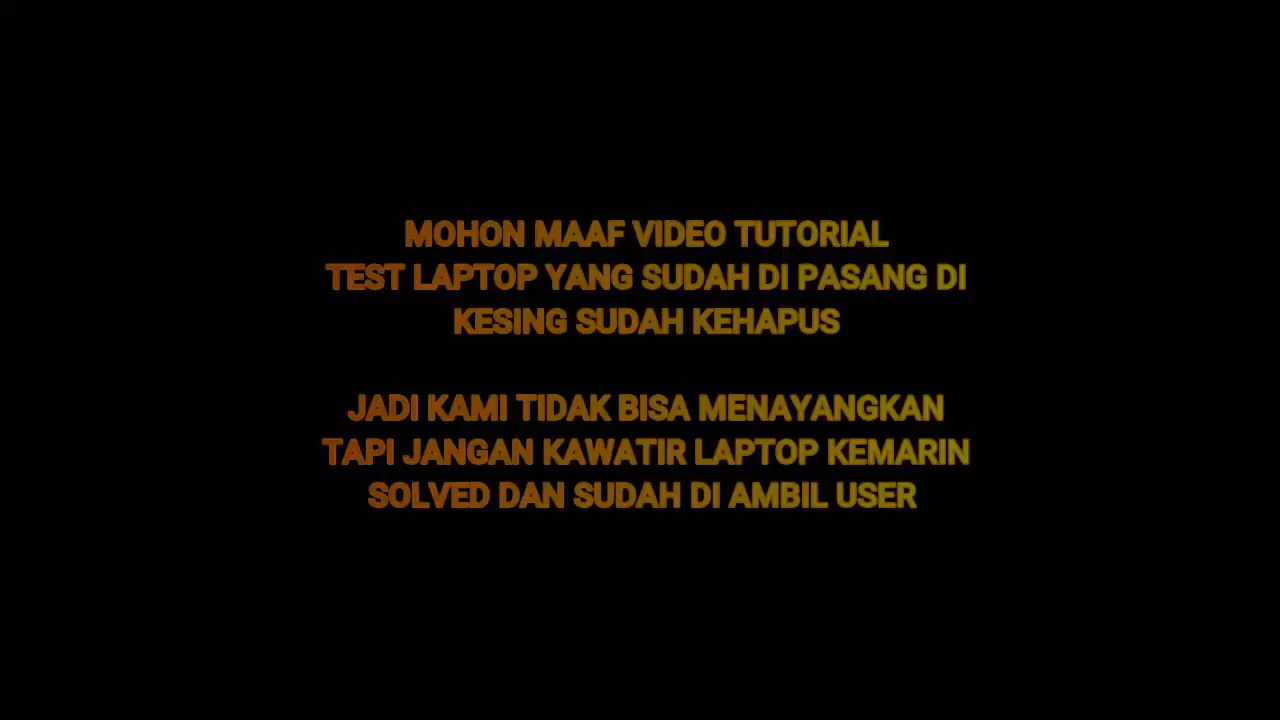 MOHON MAAF VIDEO TUTORIAL
TEST LAPTOP YANG SUDAH DI PASANG DI
KESING SUDAH KEHAPUS
JADI KAMI TIDAK BISA MENAYANGKAN
TAPI JANGAN KAWATIR LAPTOP KEMARIN
SOLVED DAN SUDAH DI AMBIL USER